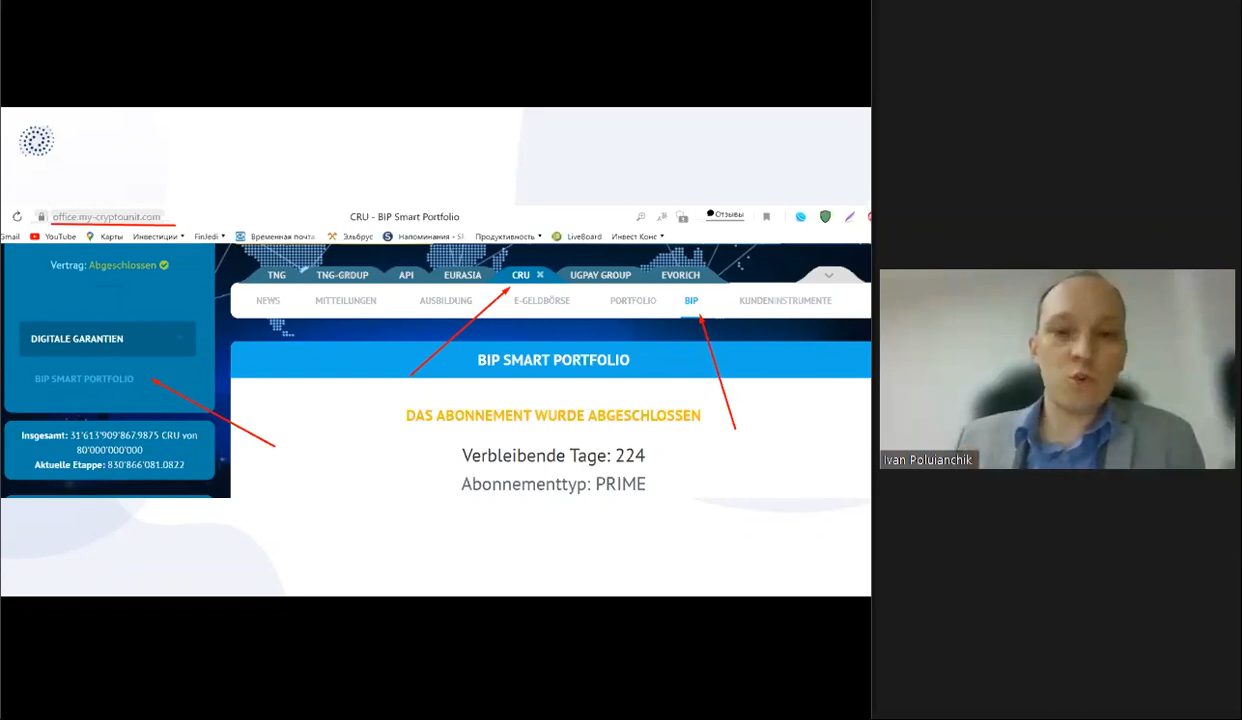 office.my-cryptounit.com
CRU - BIP Smart Portfolio
Отзывы
Gmail YouTube Карты Инвестиции FinJedi Временная почта Эльбрус Напоминания - Продуктивность LiveBoard Инвест Конс
Vertrag: Abgeschlossen
TNG TNG-GROUP API EURASIA CRU UGPAY GROUP EVORICH
NEWS MITTEILUNGEN AUSBILDUNG E-GELDBÖRSE PORTFOLIO BIP KUNDENINSTRUMENTE
DIGITALE GARANTIEN
BIP SMART PORTFOLIO
BIP SMART PORTFOLIO
DAS ABONNEMENT WURDE ABGESCHLOSSEN
Insgesamt: 31'613'909'867.9875 CRU von
80'000'000'000
Aktuelle Etappe: 830'866'081.0822
Verbleibende Tage: 224
Abonnementtyp: PRIME
Ivan Poluianchik